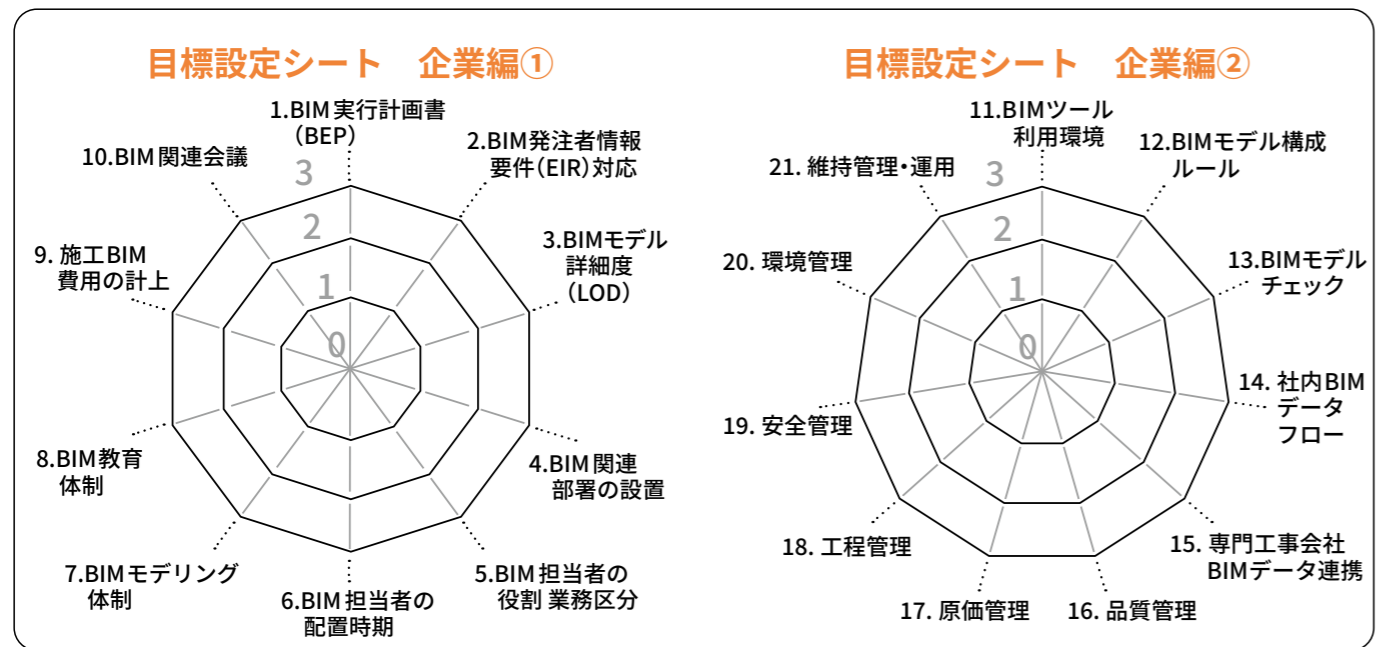 目標設定シート　企業編①
1.BIM実行計画書
（BEP）
2.BIM発注者情報
要件（EIR）対応
3.BIMモデル
詳細度
（LOD）
4.BIM関連
部署の設置
5.BIM担当者の
役割 業務区分
6.BIM担当者の
配置時期
7.BIMモデリング
体制
8.BIM教育
体制
9. 施工BIM
費用の計上
10.BIM関連会議
3
2
1
0
目標設定シート　企業編②
11.BIMツール
利用環境
12.BIMモデル構成
ルール
13.BIMモデル
チェック
14. 社内BIM
データ
フロー
15. 専門工事会社
BIMデータ連携
16. 品質管理
17. 原価管理
18. 工程管理
19. 安全管理
20. 環境管理
21. 維持管理・運用
3
2
1
0